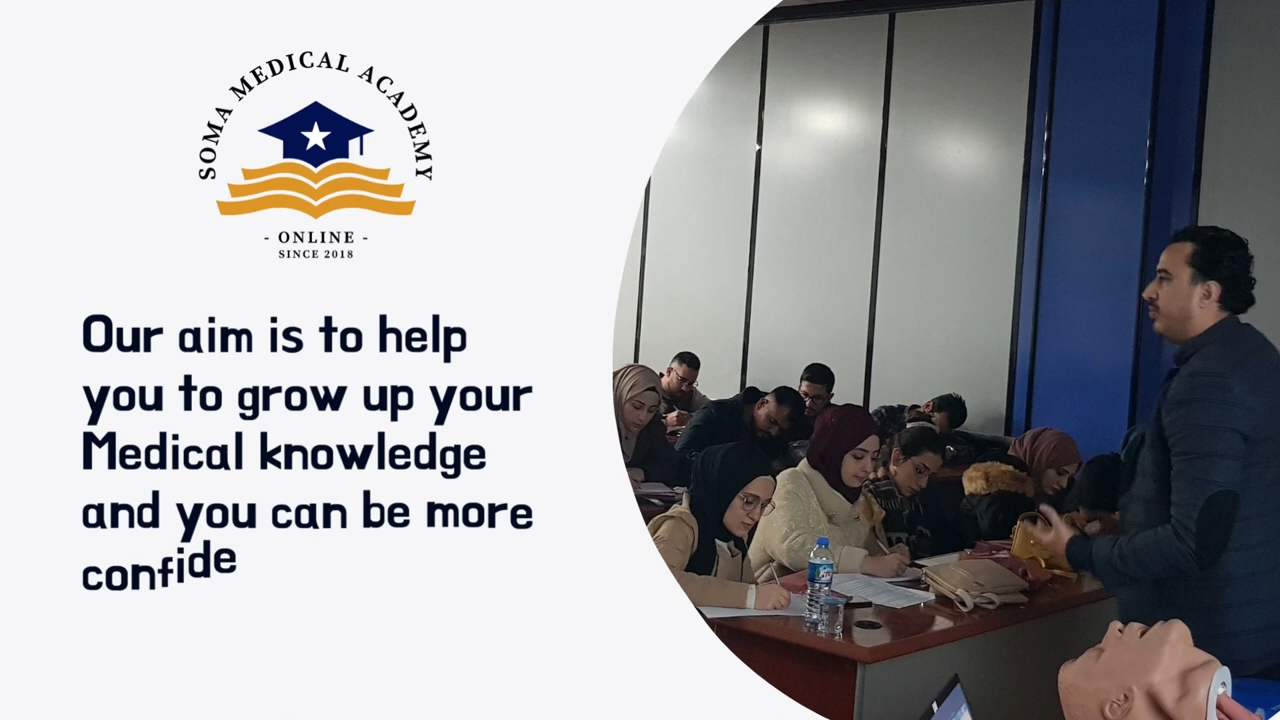 SOMA MEDICAL ACADEMY
- ONLINE -
SINCE 2018
Our aim is to help
you to grow up your
Medical knowledge
and you can be more
confide